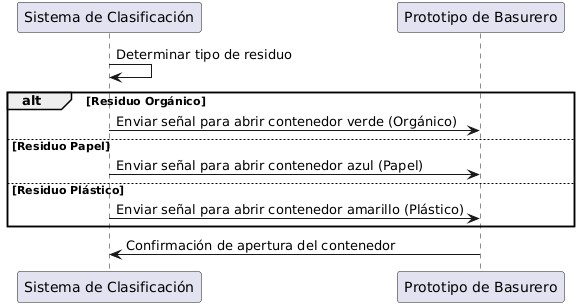 Sistema de Clasificación
Prototipo de Basurero
Determinar tipo de residuo
alt
[Residuo Orgánico]
Enviar señal para abrir contenedor verde (Orgánico)
[Residuo Papel]
Enviar señal para abrir contenedor azul (Papel)
[Residuo Plástico]
Enviar señal para abrir contenedor amarillo (Plástico)
Confirmación de apertura del contenedor
Sistema de Clasificación
Prototipo de Basurero